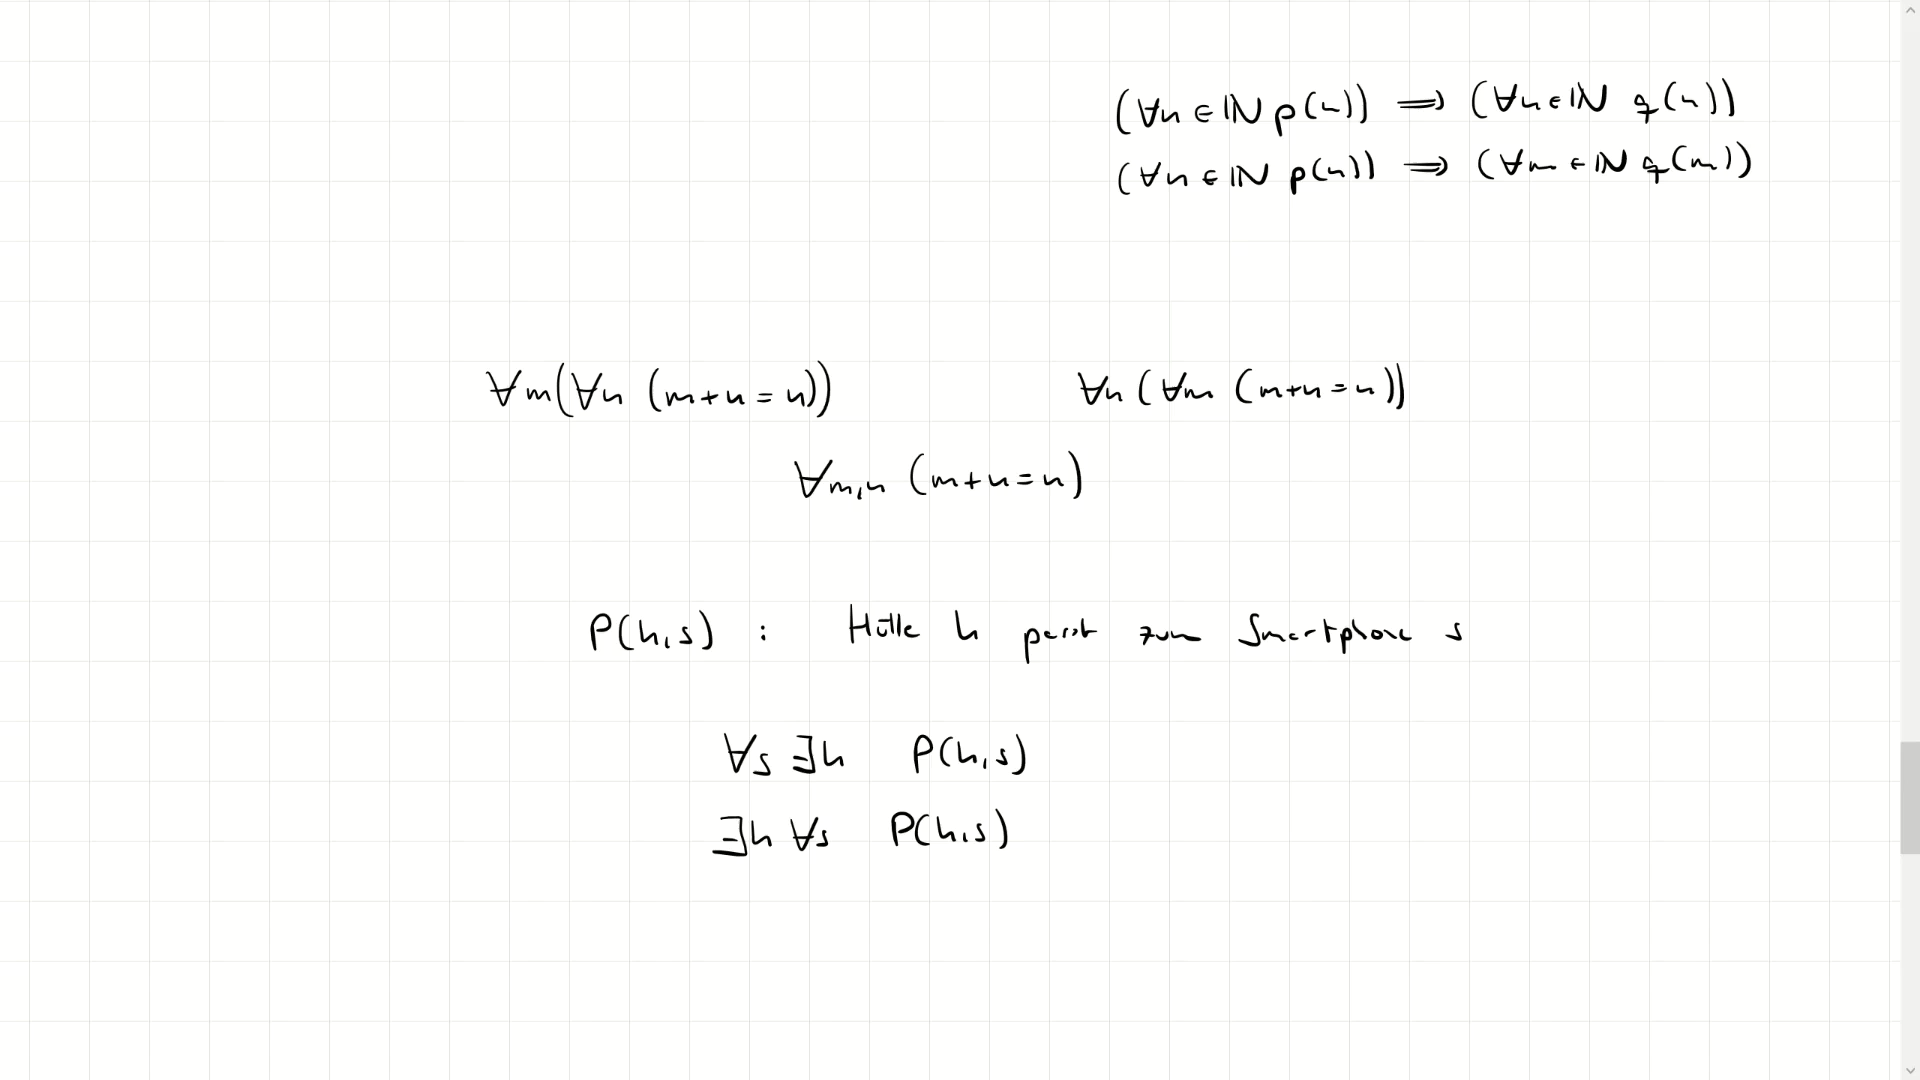 (∀n ∈ ℕ p(n)) ⟹ (∀n ∈ ℕ q(n))
(∀n ∈ ℕ p(n)) ⟹ (∀m ∈ ℕ q(m))
∀m(∀n (m+n = n)) ∀n(∀m (m+n = n))
∀m,n (m+n = n)
P(h,s) : Hülle h passt zum Smartphone s
∀s ∃h P(h,s)
∃h ∀s P(h,s)